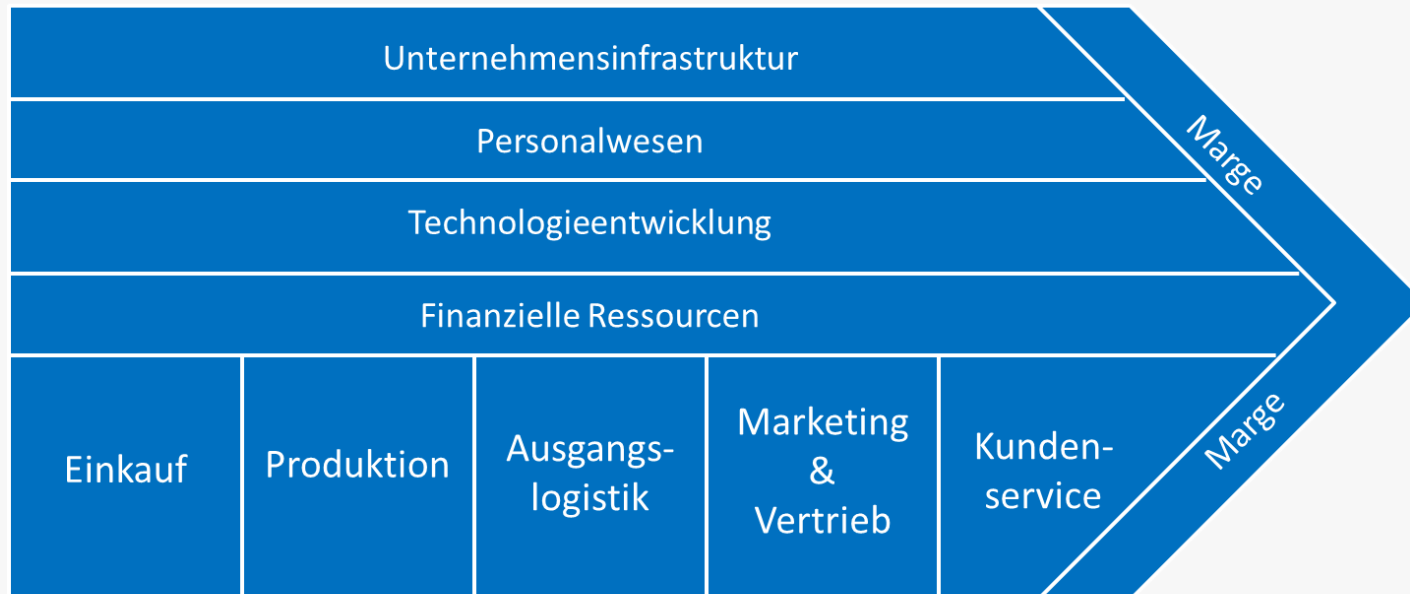 Unternehmensinfrastruktur
Personalwesen
Technologieentwicklung
Finanzielle Ressourcen
Marge
Einkauf
Produktion
Ausgangs-
logistik
Marketing
&
Vertrieb
Kunden-
service
Marge